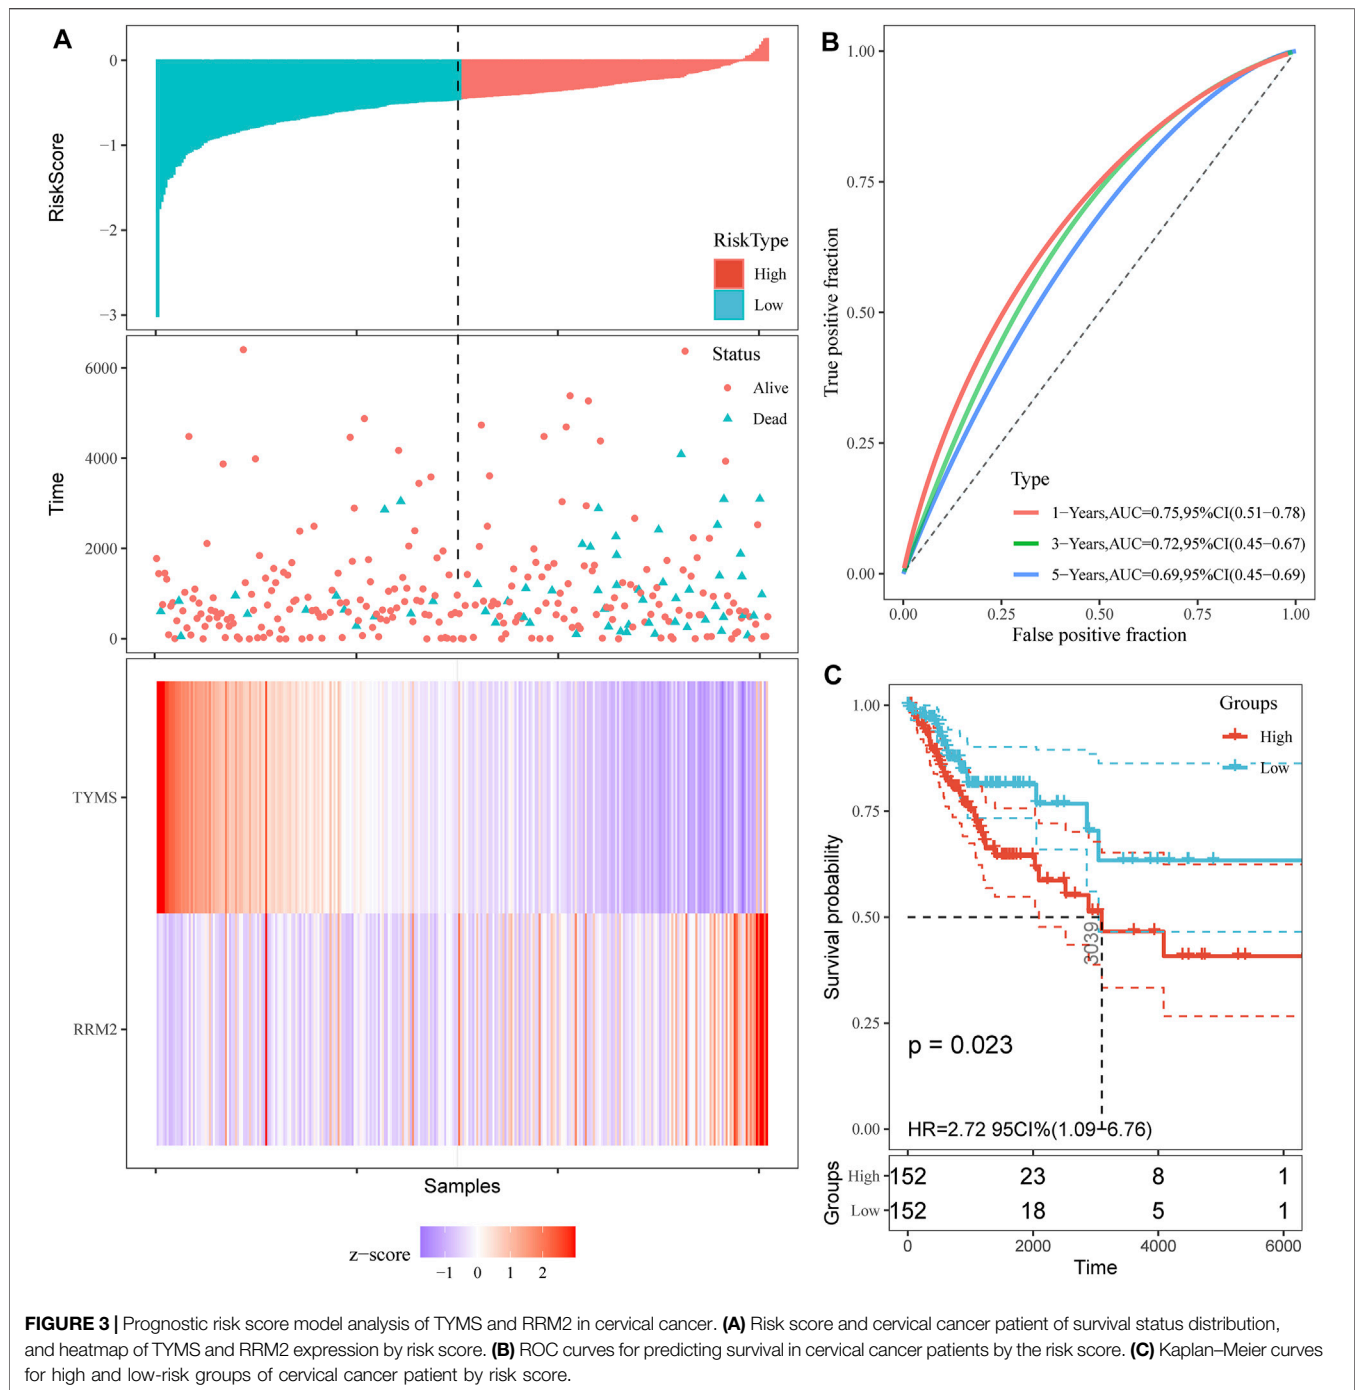 A
0
−1
−2
−3
RiskScore
RiskType
High
Low
6000
4000
2000
0
Time
Status
Alive
Dead
TYMS
RRM2
Samples
z−score
−1 0 1 2
B
1.00
0.75
0.50
0.25
0.00
True positive fraction
Type
1−Years,AUC=0.75,95%CI(0.51−0.78)
3−Years,AUC=0.72,95%CI(0.45−0.67)
5−Years,AUC=0.69,95%CI(0.45−0.69)
0.00 0.25 0.50 0.75 1.00
False positive fraction
C
1.00
0.75
0.50
0.25
0.00
Survival probability
Groups
High
Low
3039
p = 0.023
HR=2.72 95CI%(1.09−6.76)
Groups
High 152 23 8 1
Low 152 18 5 1
0 2000 4000 6000
Time
FIGURE 3 | Prognostic risk score model analysis of TYMS and RRM2 in cervical cancer. (A) Risk score and cervical cancer patient of survival status distribution,
and heatmap of TYMS and RRM2 expression by risk score. (B) ROC curves for predicting survival in cervical cancer patients by the risk score. (C) Kaplan–Meier curves
for high and low-risk groups of cervical cancer patient by risk score.